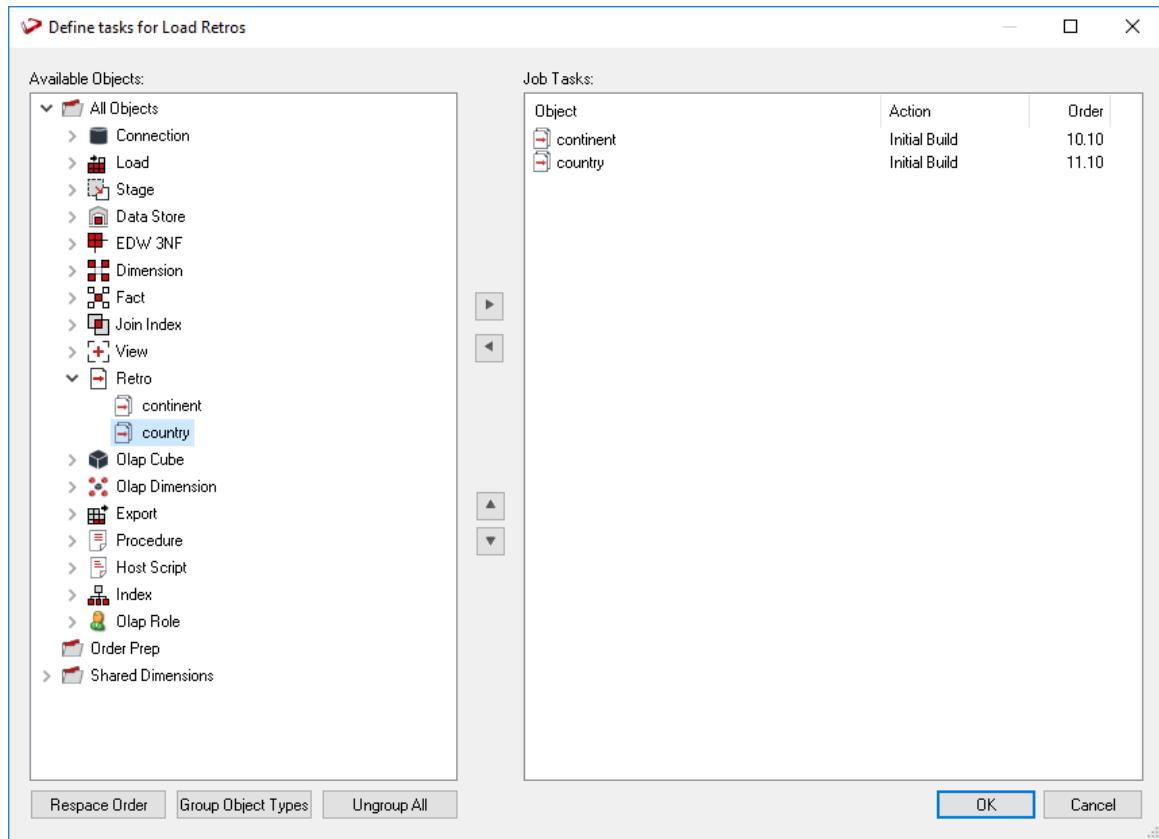 Define tasks for Load Retros
Available Objects:
All Objects
Connection
Load
Stage
Data Store
EDW 3NF
Dimension
Fact
Join Index
View
Retro
continent
country
Olap Cube
Olap Dimension
Export
Procedure
Host Script
Index
Olap Role
Order Prep
Shared Dimensions
Respace Order Group Object Types Ungroup All
Job Tasks:
Object Action Order
continent Initial Build 10.10
country Initial Build 11.10
OK Cancel